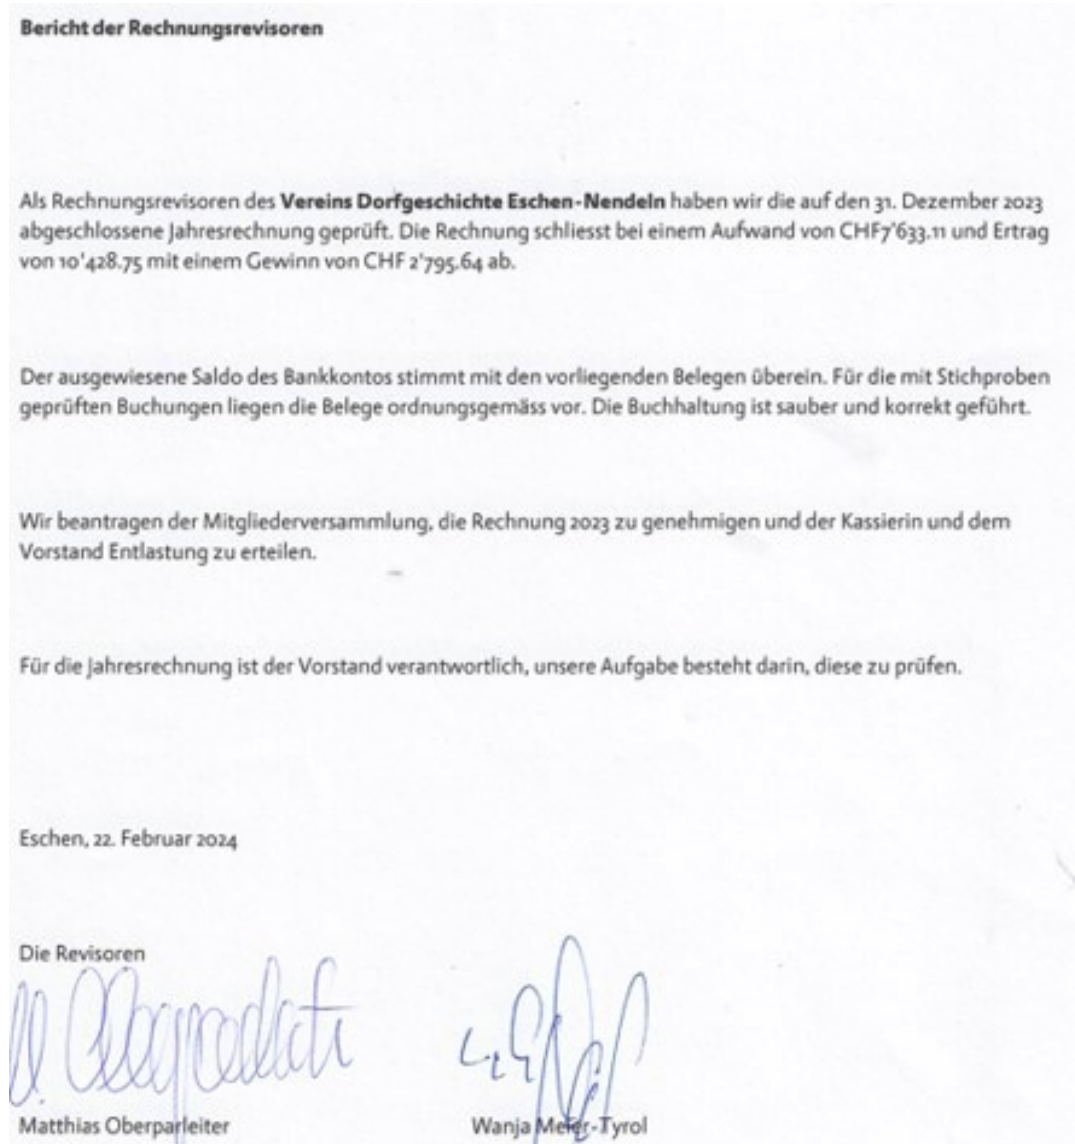 Bericht der Rechnungsrevisoren
Als Rechnungsrevisoren des Vereins Dorfgeschichte Eschen-Nendeln haben wir die auf den 31. Dezember 2023
abgeschlossene Jahresrechnung geprüft. Die Rechnung schliesst bei einem Aufwand von CHF7'633.11 und Ertrag
von 10'428.75 mit einem Gewinn von CHF 2'795.64 ab.
Der ausgewiesene Saldo des Bankkontos stimmt mit den vorliegenden Belegen überein. Für die mit Stichproben
geprüften Buchungen liegen die Belege ordnungsgemäss vor. Die Buchhaltung ist sauber und korrekt geführt.
Wir beantragen der Mitgliederversammlung, die Rechnung 2023 zu genehmigen und der Kassierin und dem
Vorstand Entlastung zu erteilen.
Für die Jahresrechnung ist der Vorstand verantwortlich, unsere Aufgabe besteht darin, diese zu prüfen.
Eschen, 22. Februar 2024
Die Revisoren
Matthias Oberparleiter Wanja Meier-Tyrol